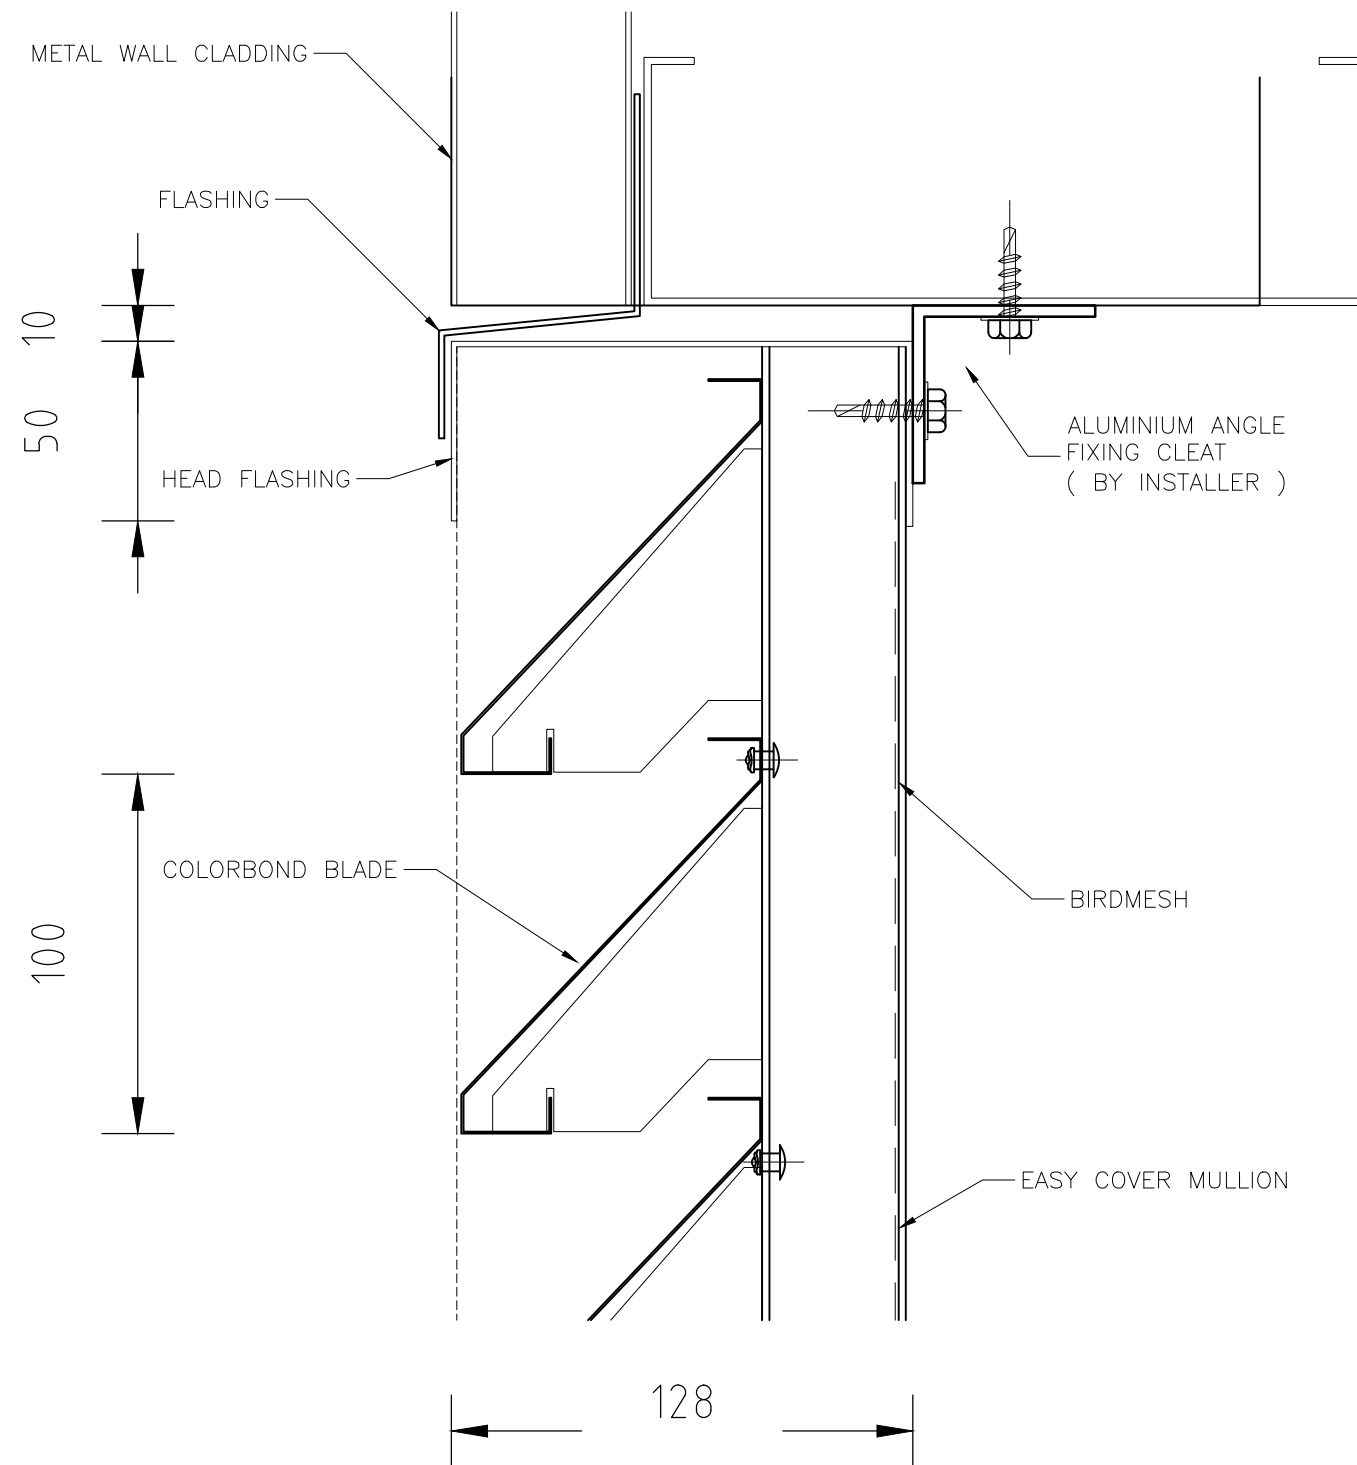 METAL WALL CLADDING
FLASHING
10
50
HEAD FLASHING
ALUMINIUM ANGLE
FIXING CLEAT
( BY INSTALLER )
COLORBOND BLADE
BIRDMESH
100
EASY COVER MULLION
128